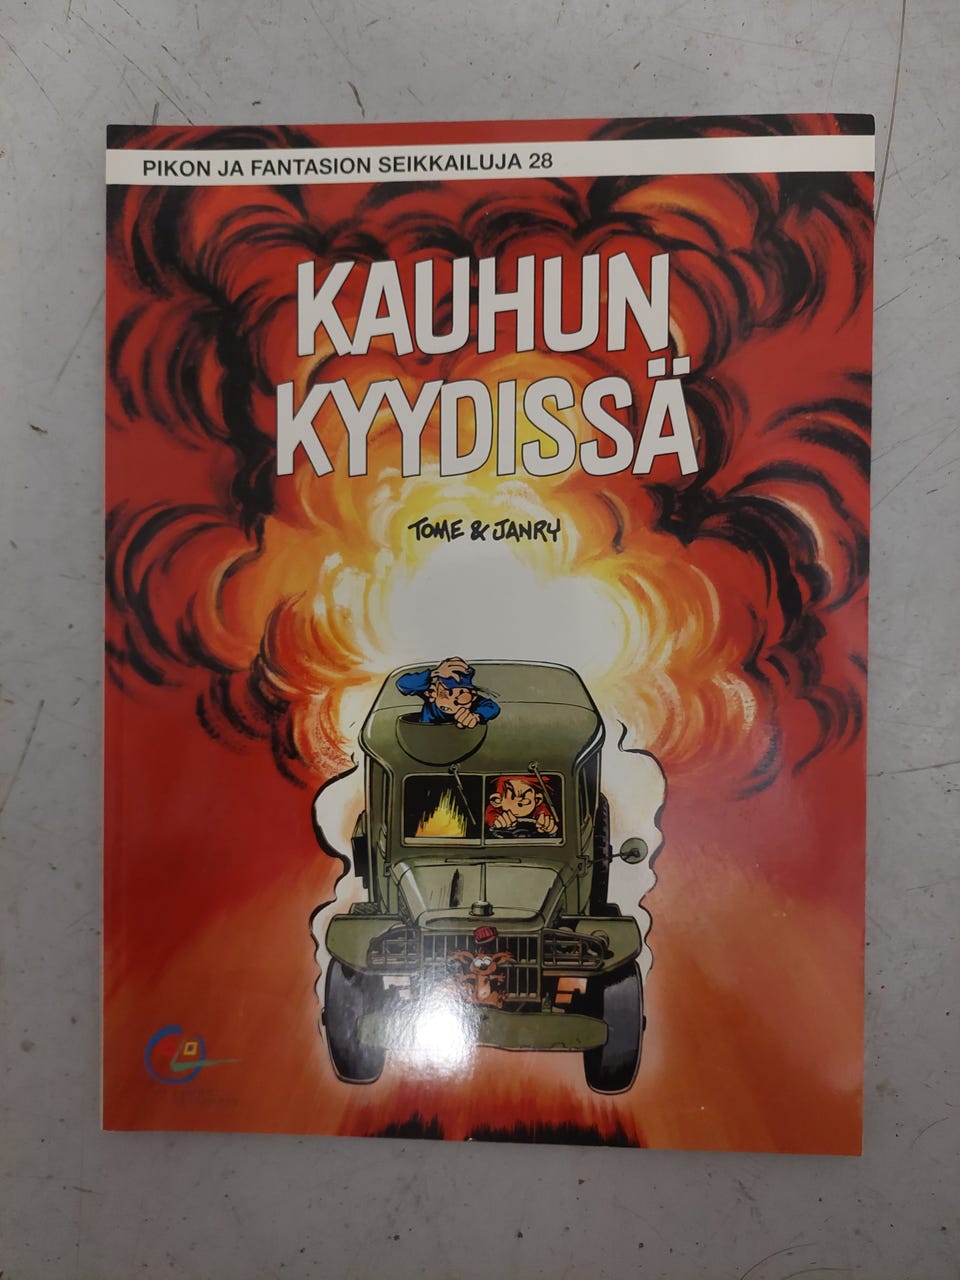 PIKON JA FANTASION SEIKKAILUJA 28
KAUHUN
KYYDISSÄ
TOME & JANRY